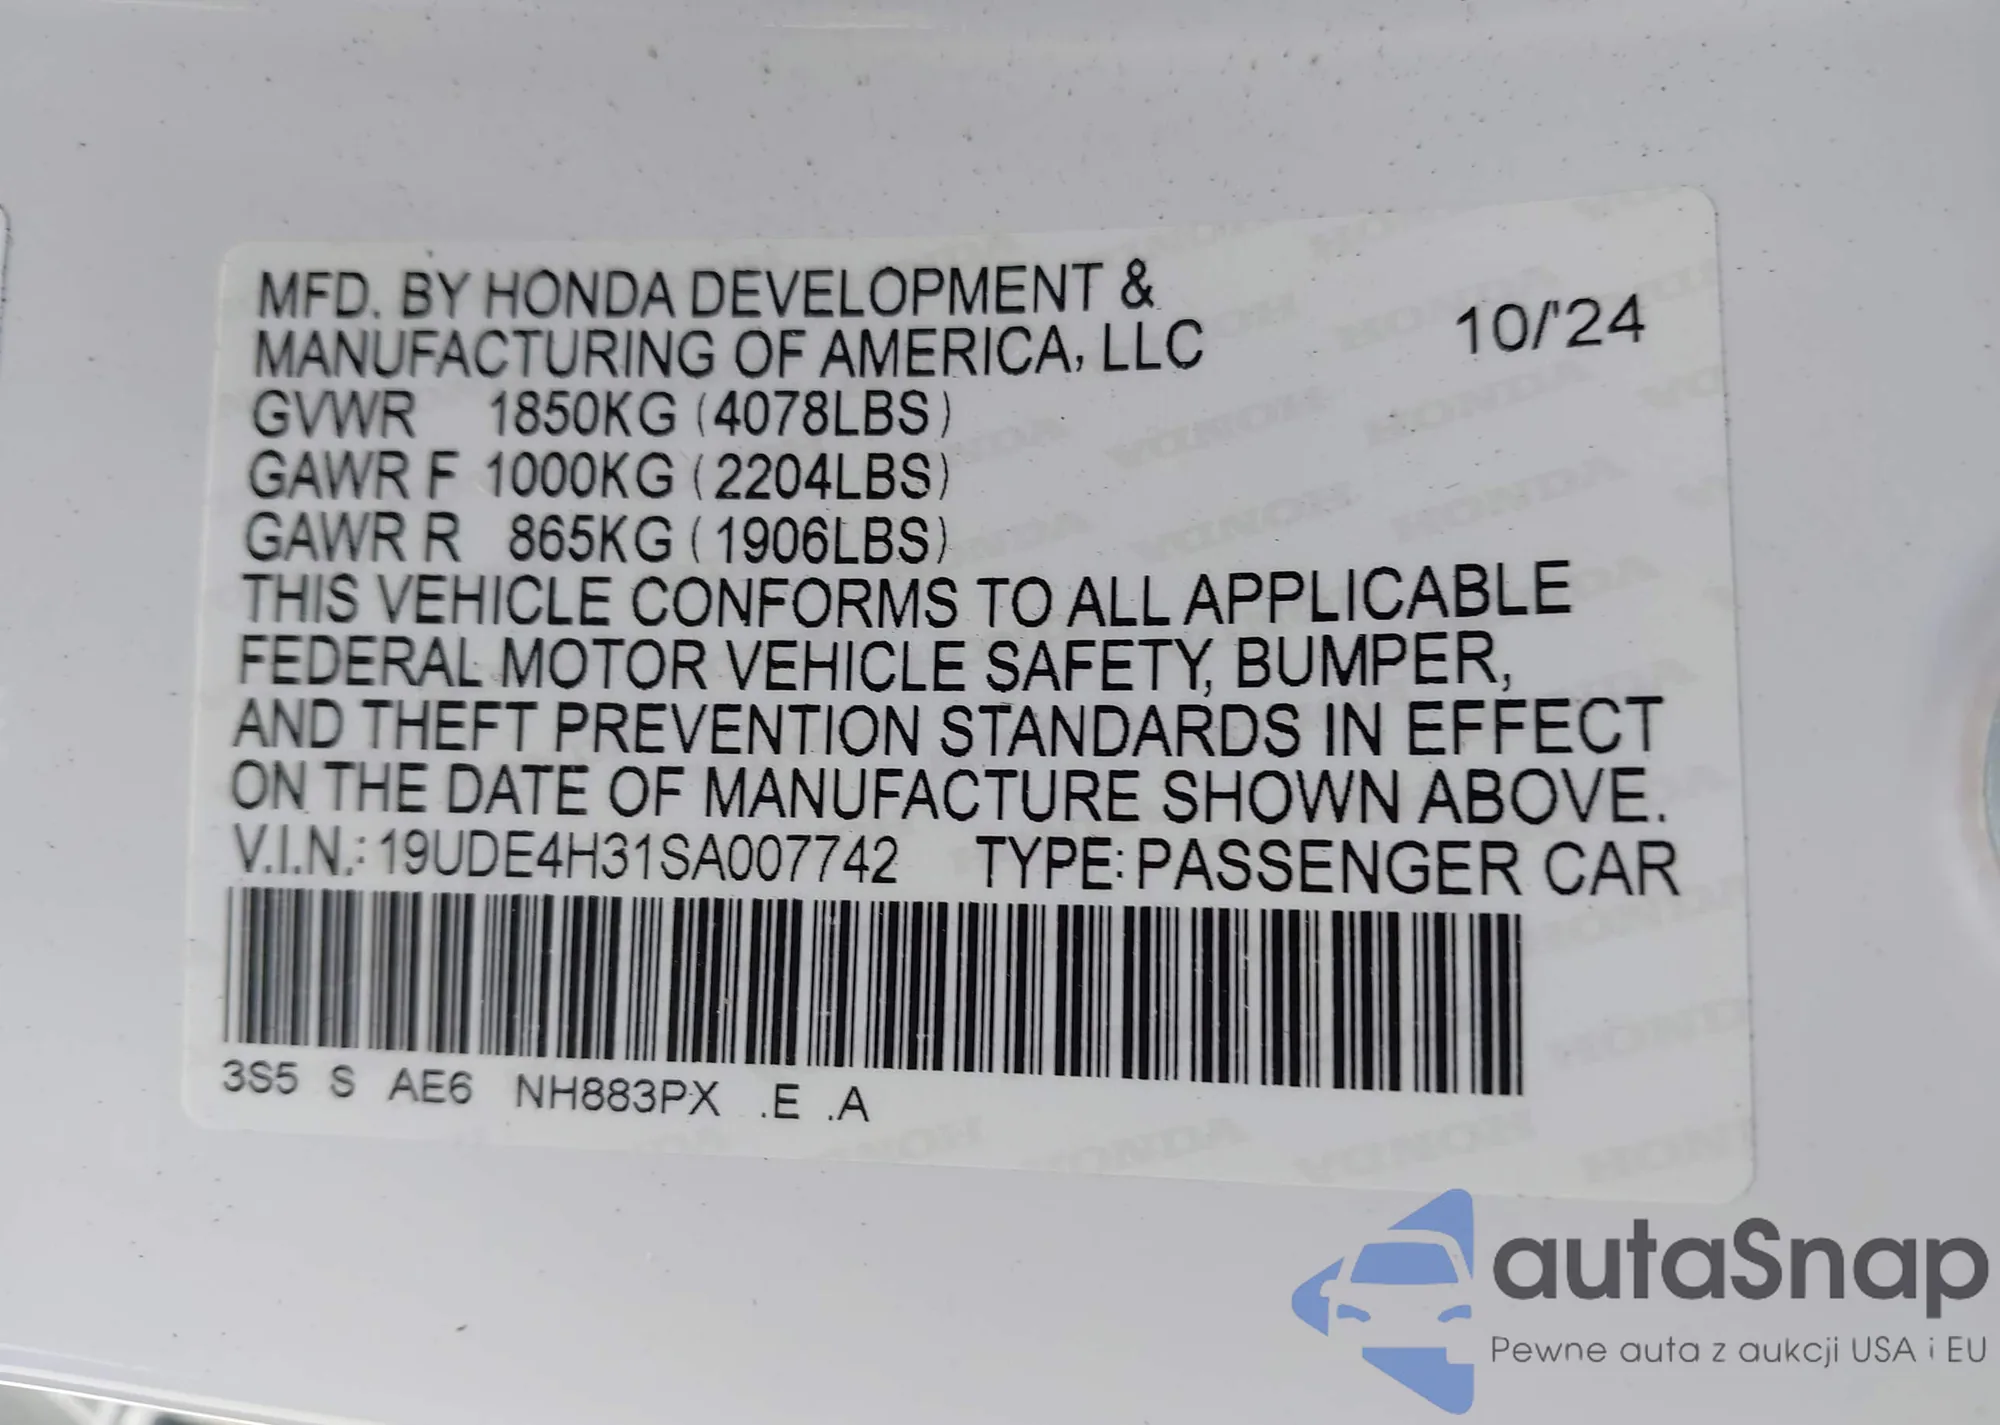 MFD. BY HONDA DEVELOPMENT &
MANUFACTURING OF AMERICA, LLC
10/'24
GVWR 1850KG (4078LBS)
GAWR F 1000KG (2204LBS)
GAWR R 865KG (1906LBS)
THIS VEHICLE CONFORMS TO ALL APPLICABLE
FEDERAL MOTOR VEHICLE SAFETY, BUMPER,
AND THEFT PREVENTION STANDARDS IN EFFECT
ON THE DATE OF MANUFACTURE SHOWN ABOVE.
V.I.N.: 19UDE4H31SA007742 TYPE: PASSENGER CAR
3S5 S AE6 NH883PX .E .A
autaSnap
Pewne auta z aukcji USA i EU